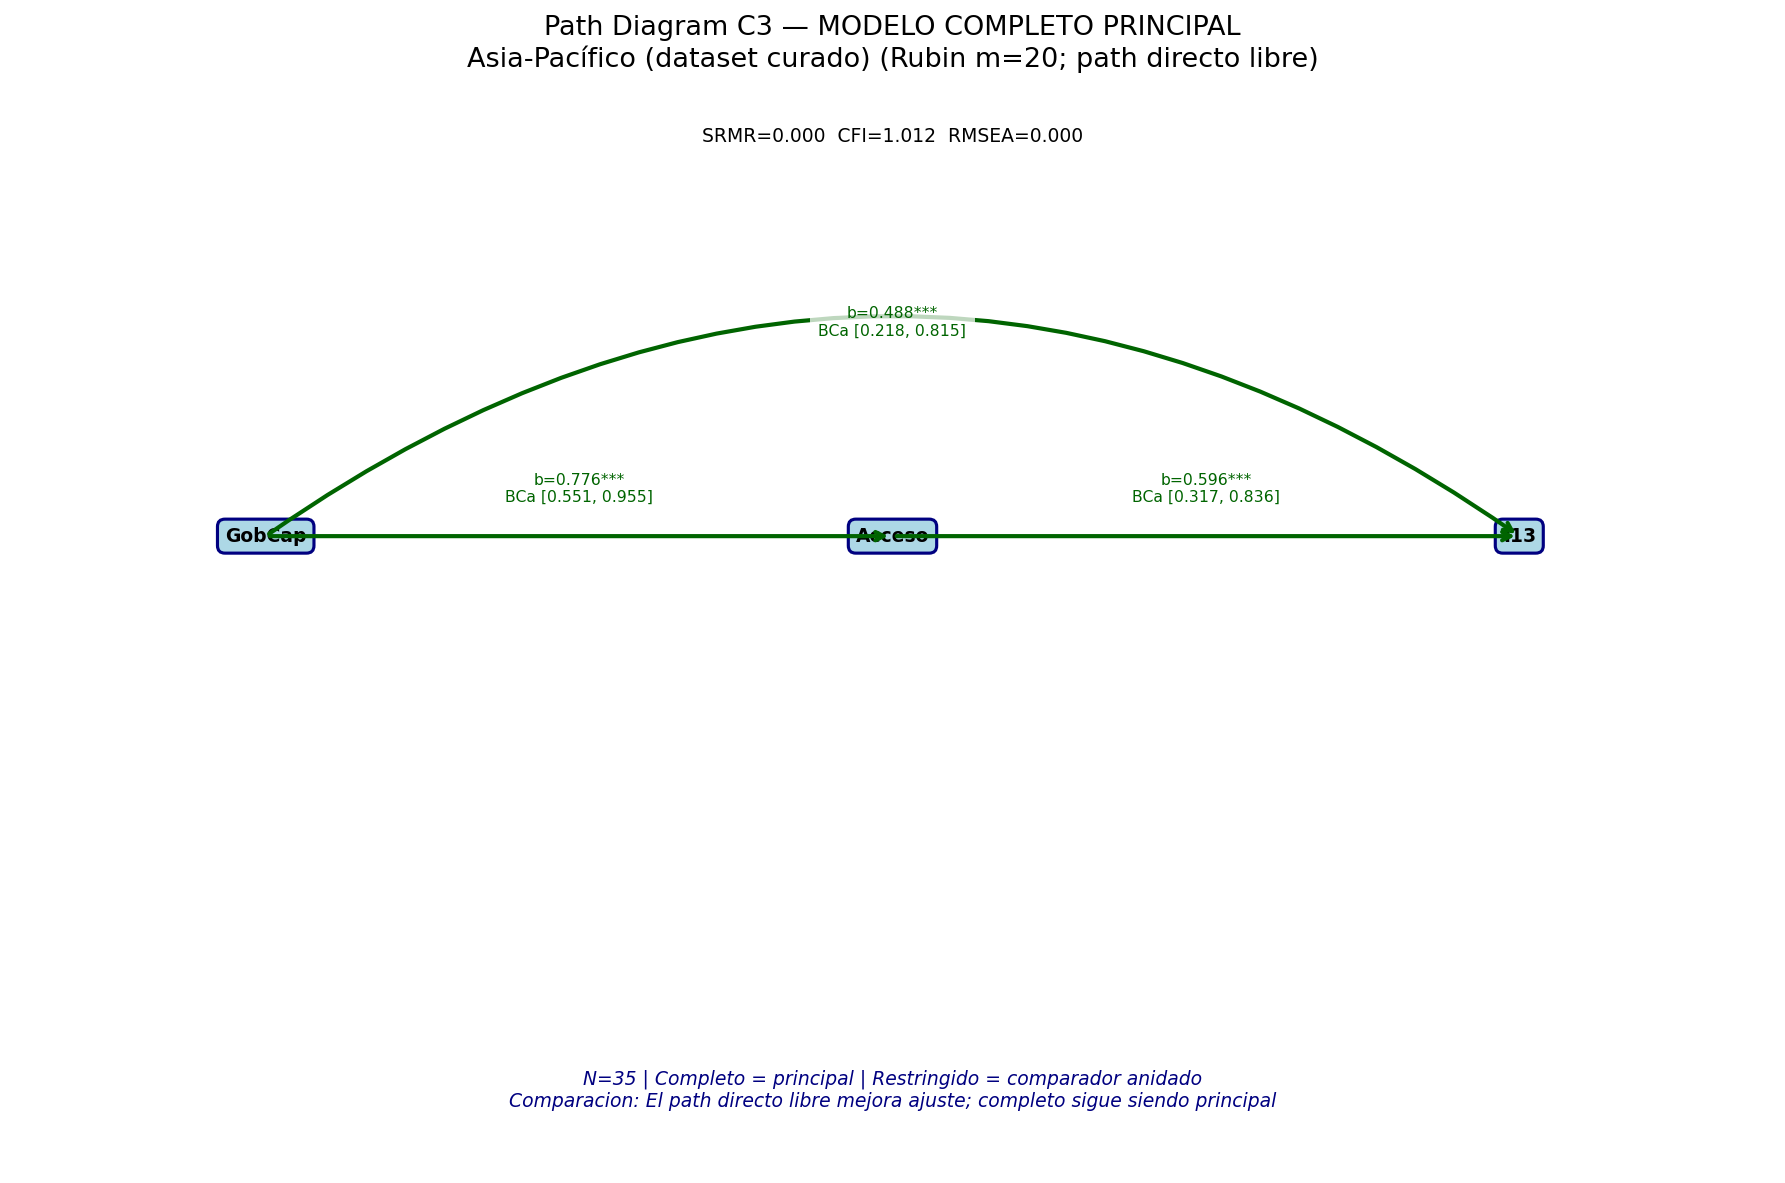 Path Diagram C3 — MODELO COMPLETO PRINCIPAL
Asia-Pacífico (dataset curado) (Rubin m=20; path directo libre)
SRMR=0.000  CFI=1.012  RMSEA=0.000
b=0.488***
BCa [0.218, 0.815]
b=0.776***
BCa [0.551, 0.955]
b=0.596***
BCa [0.317, 0.836]
GobCap
Acceso
N=35 | Completo = principal | Restringido = comparador anidado
Comparacion: El path directo libre mejora ajuste; completo sigue siendo principal